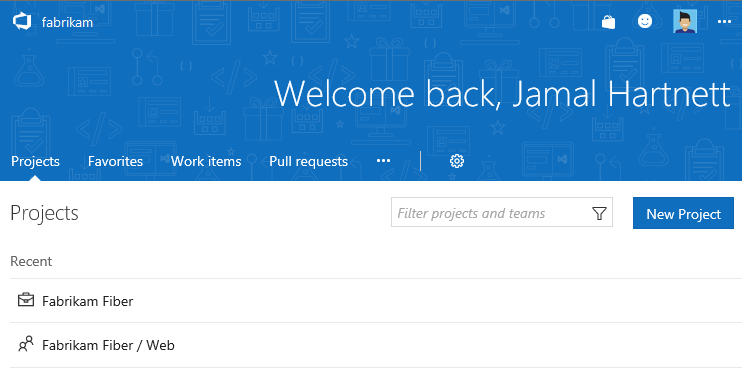 fabrikam
Welcome back, Jamal Hartnett
Projects Favorites Work items Pull requests
Projects
Filter projects and teams
New Project
Recent
Fabrikam Fiber
Fabrikam Fiber / Web